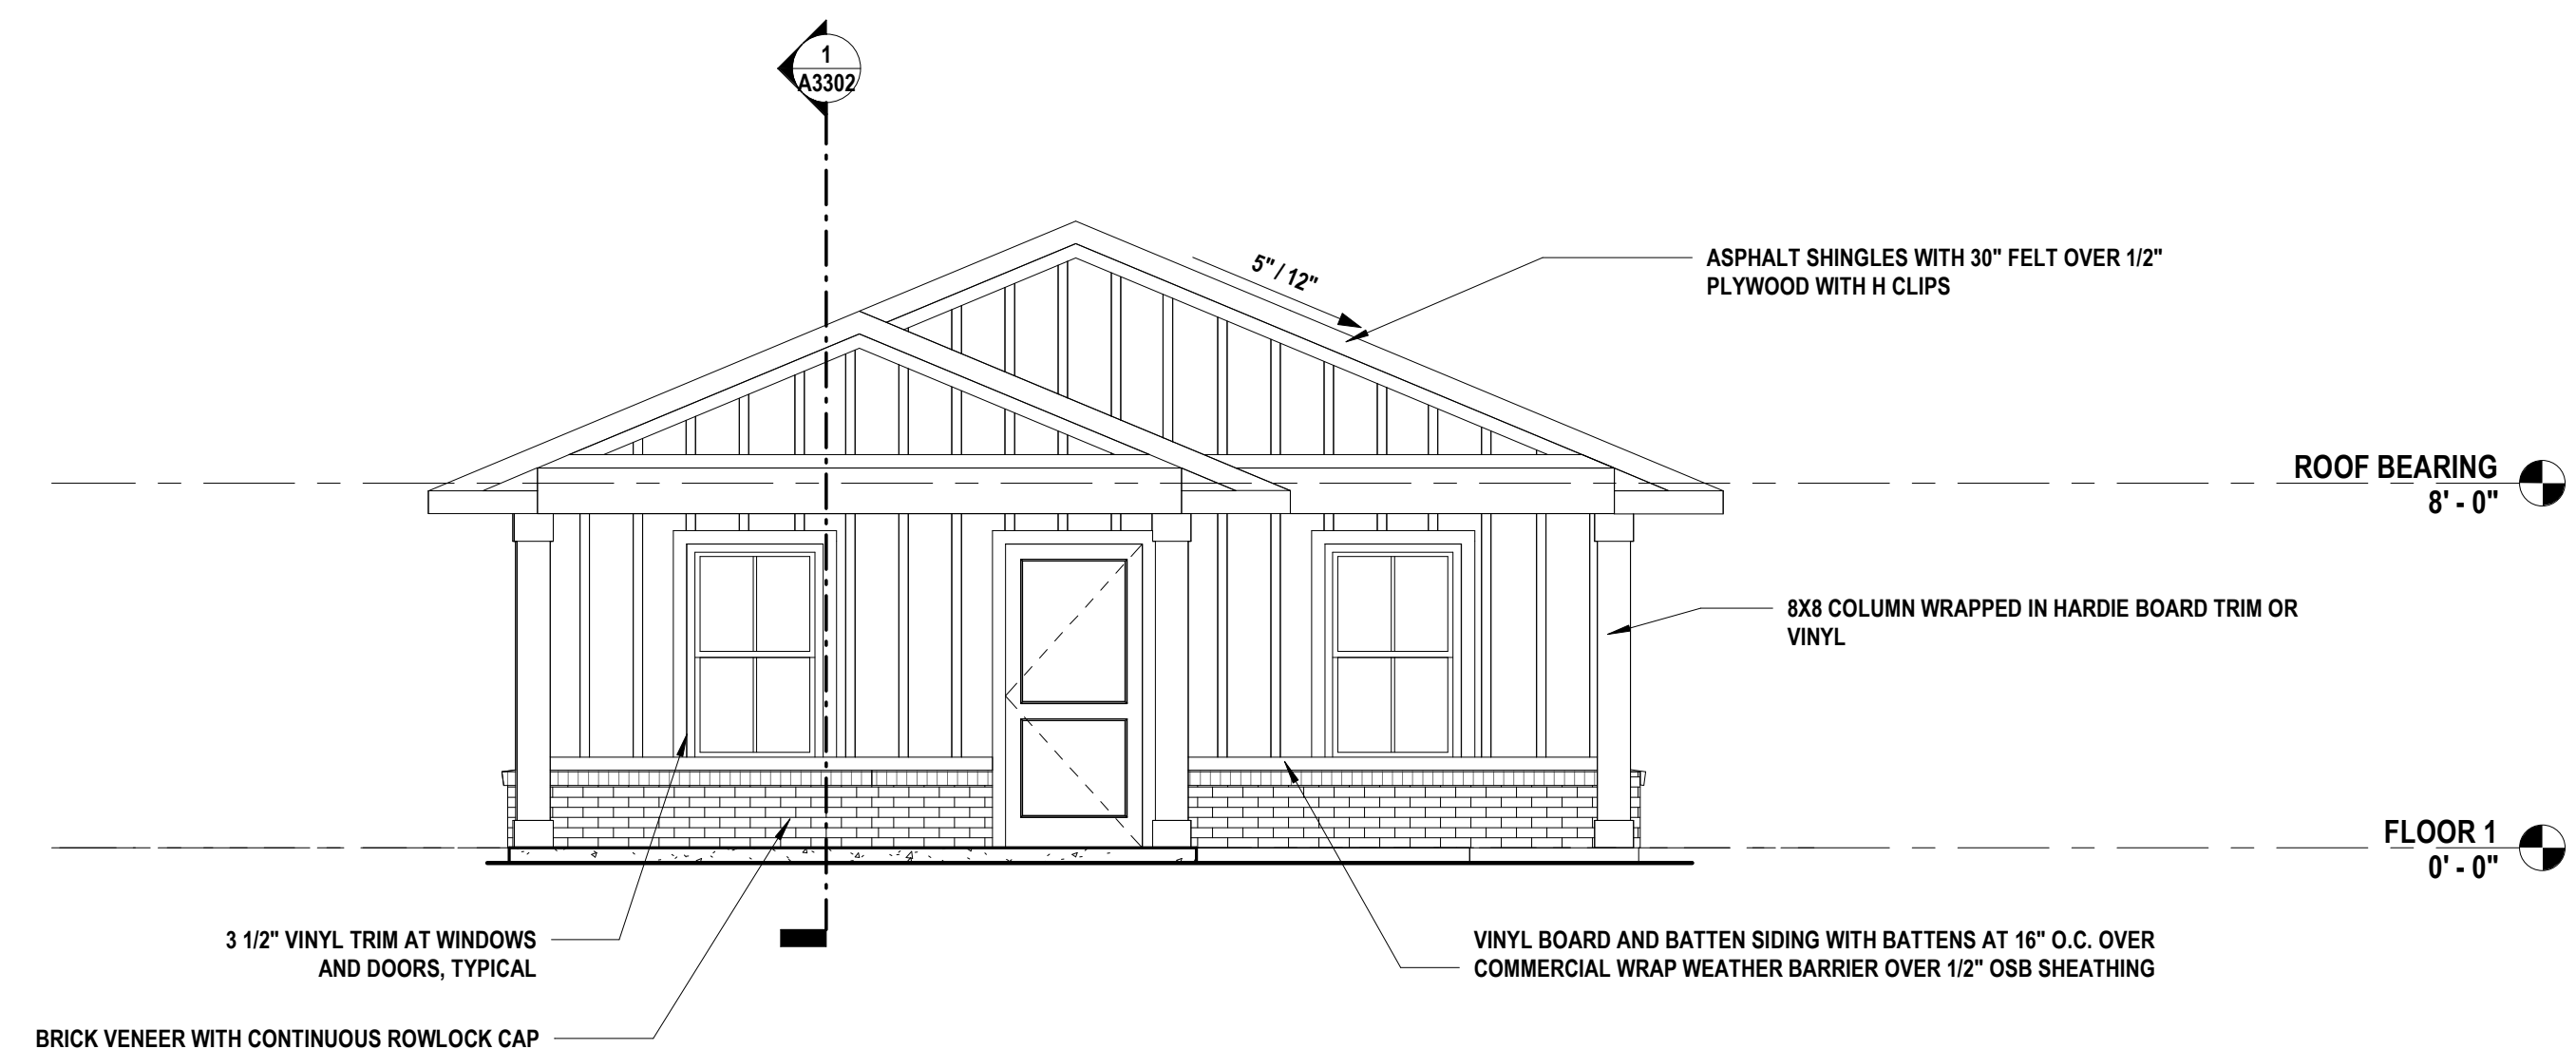 1
A3302
5" / 12"
ASPHALT SHINGLES WITH 30" FELT OVER 1/2"
PLYWOOD WITH H CLIPS
ROOF BEARING
8' - 0"
8X8 COLUMN WRAPPED IN HARDIE BOARD TRIM OR
VINYL
FLOOR 1
0' - 0"
3 1/2" VINYL TRIM AT WINDOWS
AND DOORS, TYPICAL
VINYL BOARD AND BATTEN SIDING WITH BATTENS AT 16" O.C. OVER
COMMERCIAL WRAP WEATHER BARRIER OVER 1/2" OSB SHEATHING
BRICK VENEER WITH CONTINUOUS ROWLOCK CAP